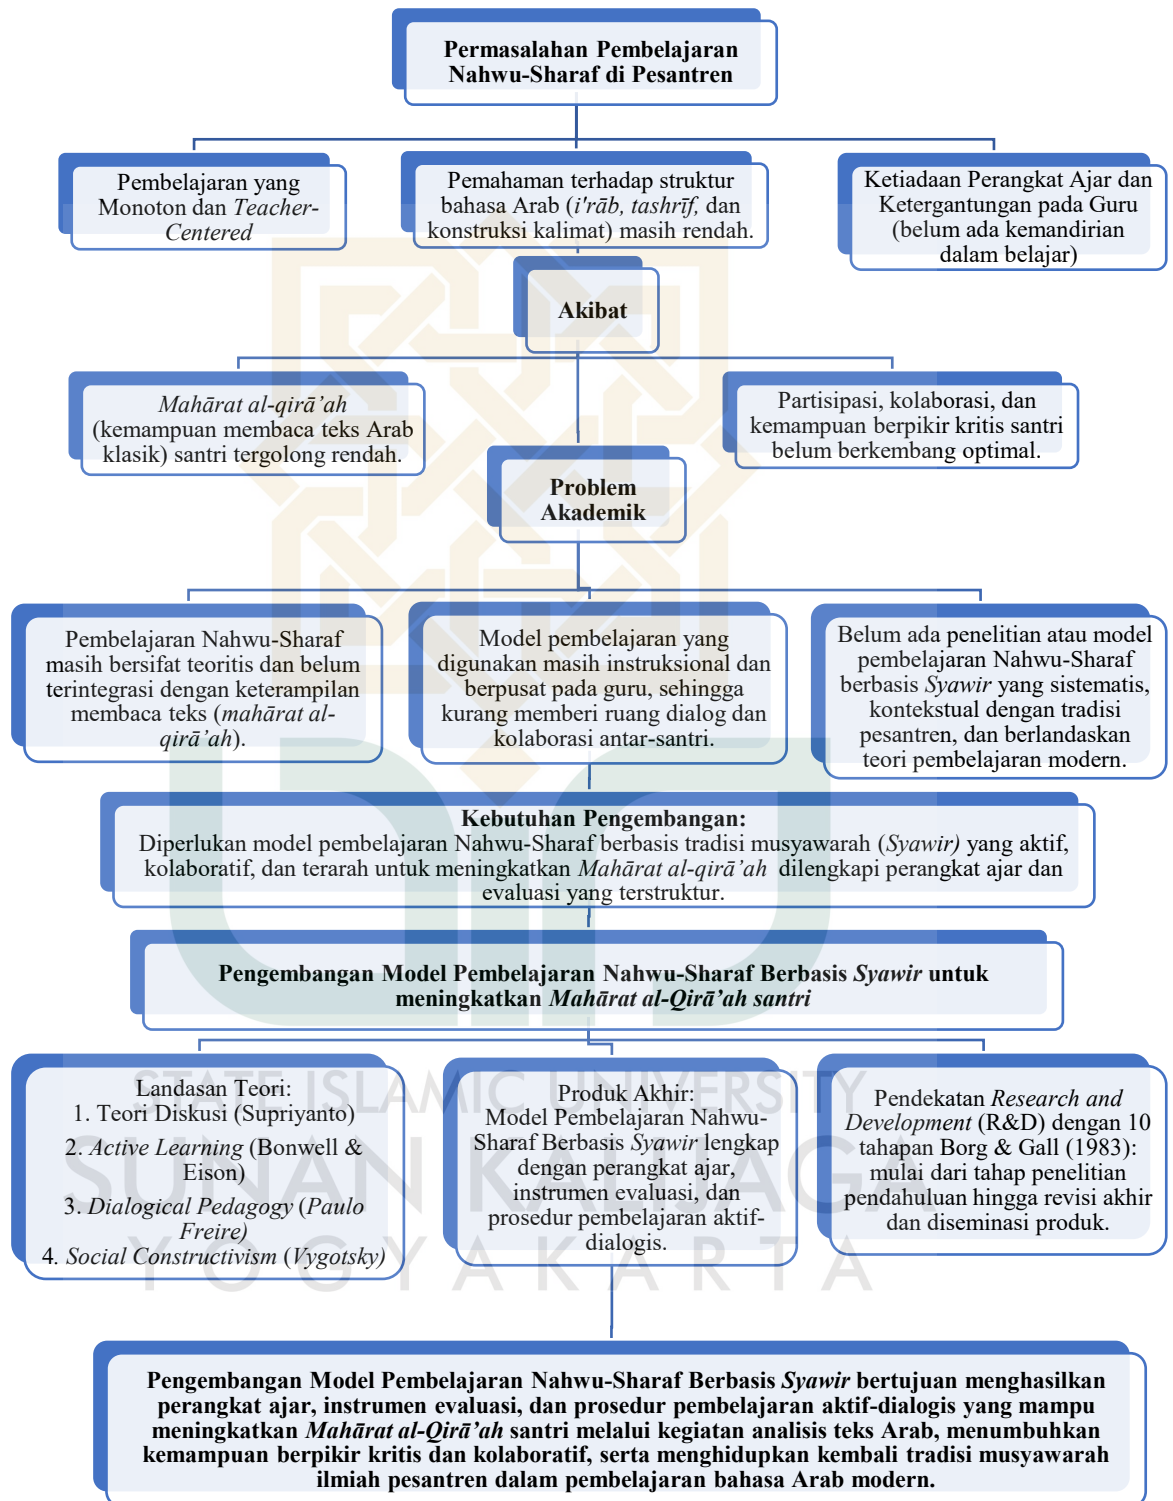 Permasalahan Pembelajaran
Nahwu-Sharaf di Pesantren
Pembelajaran yang
Monoton dan Teacher-
Centered
Pemahaman terhadap struktur
bahasa Arab (i'rāb, tashrīf, dan
konstruksi kalimat) masih rendah.
Ketiadaan Perangkat Ajar dan
Ketergantungan pada Guru
(belum ada kemandirian
dalam belajar)
Akibat
Mahārat al-qirā’ah
(kemampuan membaca teks Arab
klasik) santri tergolong rendah.
Partisipasi, kolaborasi, dan
kemampuan berpikir kritis santri
belum berkembang optimal.
Problem
Akademik
Pembelajaran Nahwu-Sharaf
masih bersifat teoritis dan belum
terintegrasi dengan keterampilan
membaca teks (mahārat al-
qirā’ah).
Model pembelajaran yang
digunakan masih instruksional dan
berpusat pada guru, sehingga
kurang memberi ruang dialog dan
kolaborasi antar-santri.
Belum ada penelitian atau model
pembelajaran Nahwu-Sharaf
berbasis Syawir yang sistematis,
kontekstual dengan tradisi
pesantren, dan berlandaskan
teori pembelajaran modern.
Kebutuhan Pengembangan:
Diperlukan model pembelajaran Nahwu-Sharaf berbasis tradisi musyawarah (Syawir) yang aktif,
kolaboratif, dan terarah untuk meningkatkan Mahārat al-qirā’ah dilengkapi perangkat ajar dan
evaluasi yang terstruktur.
Pengembangan Model Pembelajaran Nahwu-Sharaf Berbasis Syawir untuk
meningkatkan Mahārat al-Qirā’ah santri
Landasan Teori:
1. Teori Diskusi (Supriyanto)
2. Active Learning (Bonwell &
Eison)
3. Dialogical Pedagogy (Paulo
Freire)
4. Social Constructivism (Vygotsky)
Produk Akhir:
Model Pembelajaran Nahwu-
Sharaf Berbasis Syawir lengkap
dengan perangkat ajar,
instrumen evaluasi, dan
prosedur pembelajaran aktif-
dialogis.
Pendekatan Research and
Development (R&D) dengan 10
tahapan Borg & Gall (1983):
mulai dari tahap penelitian
pendahuluan hingga revisi akhir
dan diseminasi produk.
STATE ISLAMIC UNIVERSITY
SUNAN KALIJAGA
YOGYAKARTA
Pengembangan Model Pembelajaran Nahwu-Sharaf Berbasis Syawir bertujuan menghasilkan
perangkat ajar, instrumen evaluasi, dan prosedur pembelajaran aktif-dialogis yang mampu
meningkatkan Mahārat al-Qirā’ah santri melalui kegiatan analisis teks Arab, menumbuhkan
kemampuan berpikir kritis dan kolaboratif, serta menghidupkan kembali tradisi musyawarah
ilmiah pesantren dalam pembelajaran bahasa Arab modern.